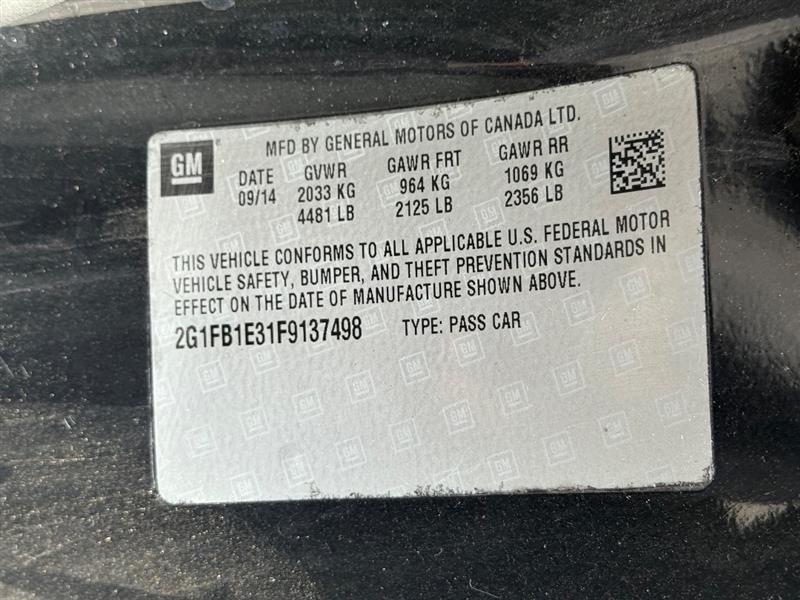 GM
MFD BY GENERAL MOTORS OF CANADA LTD.
DATE GVWR GAWR FRT GAWR RR
09/14 2033 KG 964 KG 1069 KG
4481 LB 2125 LB 2356 LB
THIS VEHICLE CONFORMS TO ALL APPLICABLE U.S. FEDERAL MOTOR
VEHICLE SAFETY, BUMPER, AND THEFT PREVENTION STANDARDS IN
EFFECT ON THE DATE OF MANUFACTURE SHOWN ABOVE.
2G1FB1E31F9137498 TYPE: PASS CAR